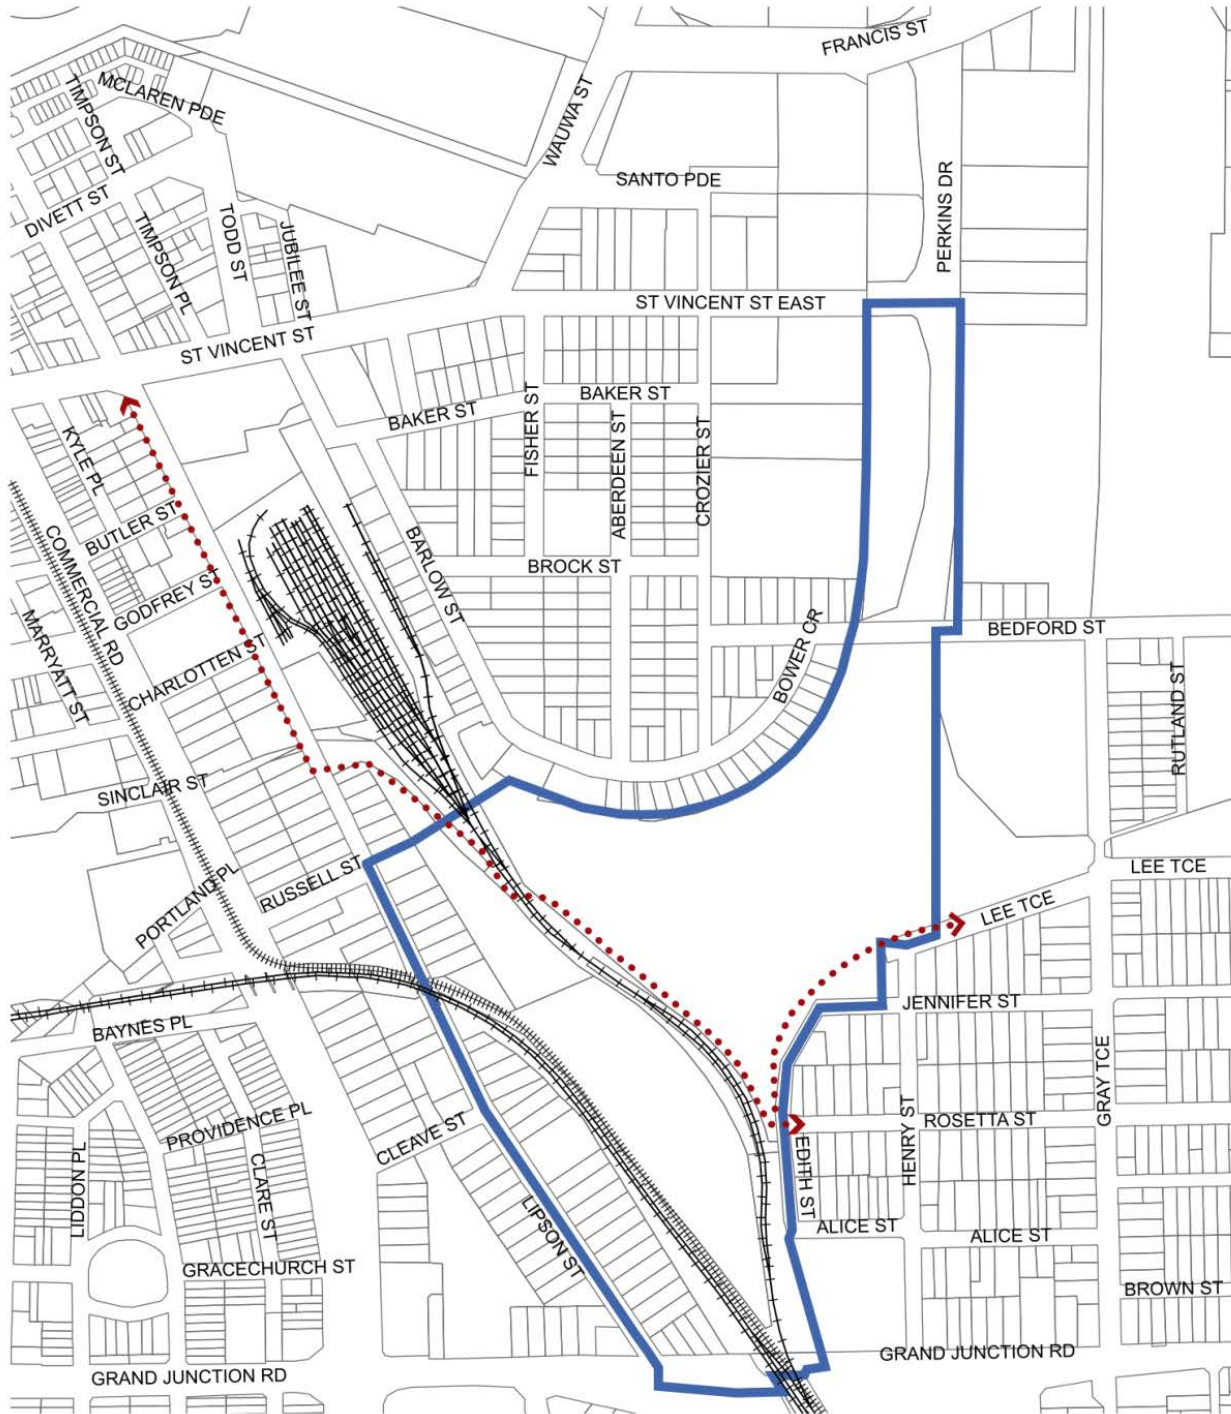 FRANCIS ST
MCLAREN PDE
TIMPSON ST
WAUWA ST
SANTO PDE
DIVETT ST
TIMPSON PL
TODD ST
JUBILEE ST
PERKINS DR
ST VINCENT ST EAST
ST VINCENT ST
BAKER ST
BAKER ST
FISHER ST
ABERDEEN ST
CROZIER ST
KYLE PL
BUTLER ST
COMMERCIAL RD
GODFREY ST
MARRYATT ST
CHARLOTTEN ST
BARLOW ST
BROCK ST
BOWER CR
BEDFORD ST
RUTLAND ST
SINCLAIR ST
RUSSELL ST
PORTLAND PL
LEE TCE
LEE TCE
JENNIFER ST
BAYNES PL
GRAY TCE
PROVIDENCE PL
CLEAVE ST
ROSETTA ST
HENRY ST
EDITH ST
LIDDON PL
CLARE ST
LIPSON ST
ALICE ST
ALICE ST
GRACECHURCH ST
BROWN ST
GRAND JUNCTION RD
GRAND JUNCTION RD